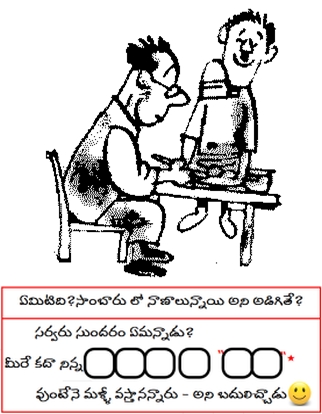 ఏమిటిది?సాంబారు లో నాణాలున్నాయి అని అడిగితే?
సర్వరు సుందరం ఏమన్నాడు?
మీరే కదా నిన్న " " *
వుంటేనే మళ్ళీ వస్తానన్నారు - అని బదులిచ్చాడు